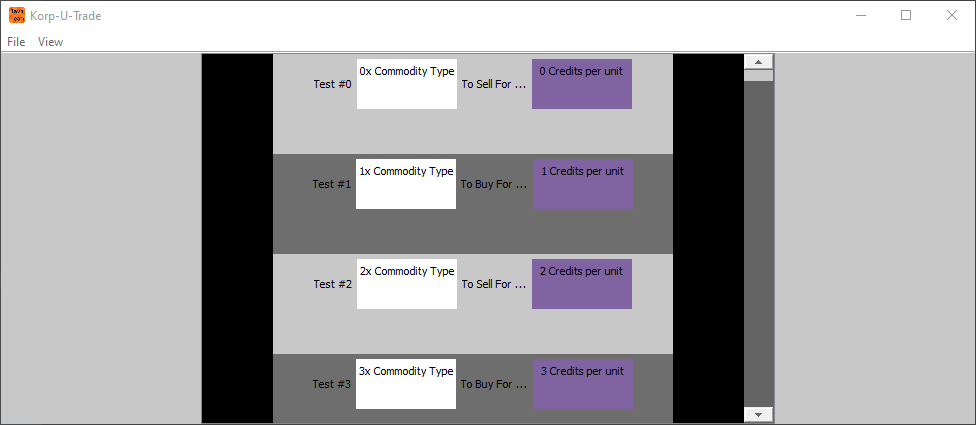 Korp-U-Trade
File View
Test #0 0x Commodity Type To Sell For ... 0 Credits per unit
Test #1 1x Commodity Type To Buy For ... 1 Credits per unit
Test #2 2x Commodity Type To Sell For ... 2 Credits per unit
Test #3 3x Commodity Type To Buy For ... 3 Credits per unit